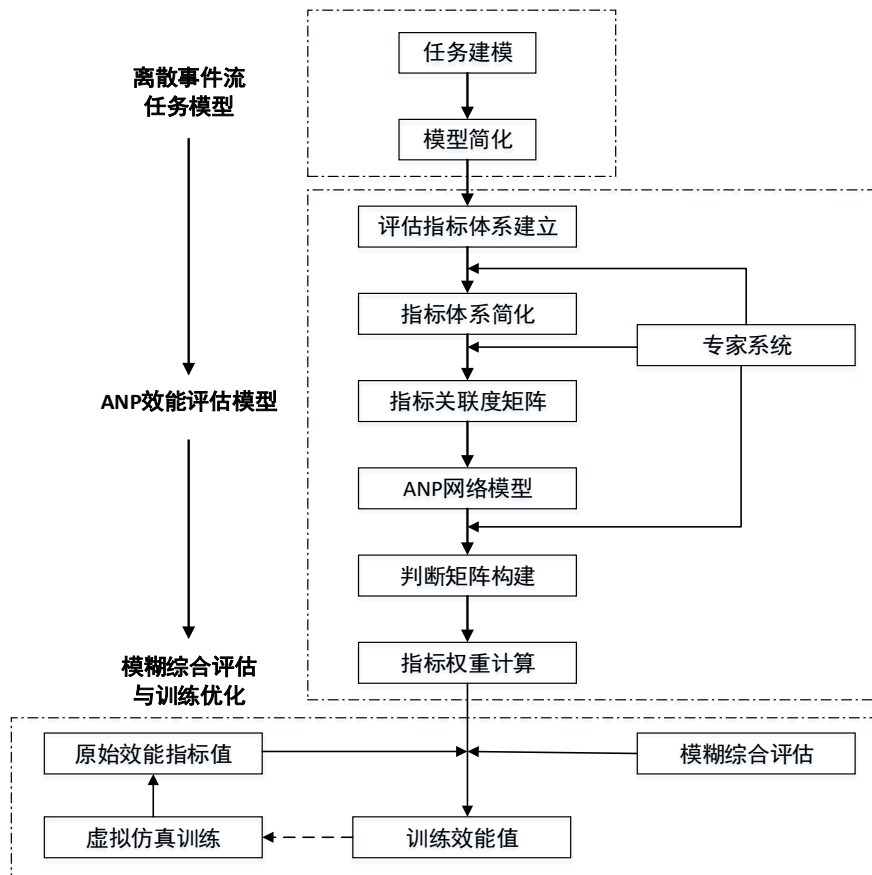 离散事件流
任务模型
任务建模
模型简化
评估指标体系建立
指标体系简化
专家系统
ANP效能评估模型
指标关联度矩阵
ANP网络模型
判断矩阵构建
指标权重计算
模糊综合评估
与训练优化
原始效能指标值
模糊综合评估
虚拟仿真训练
训练效能值